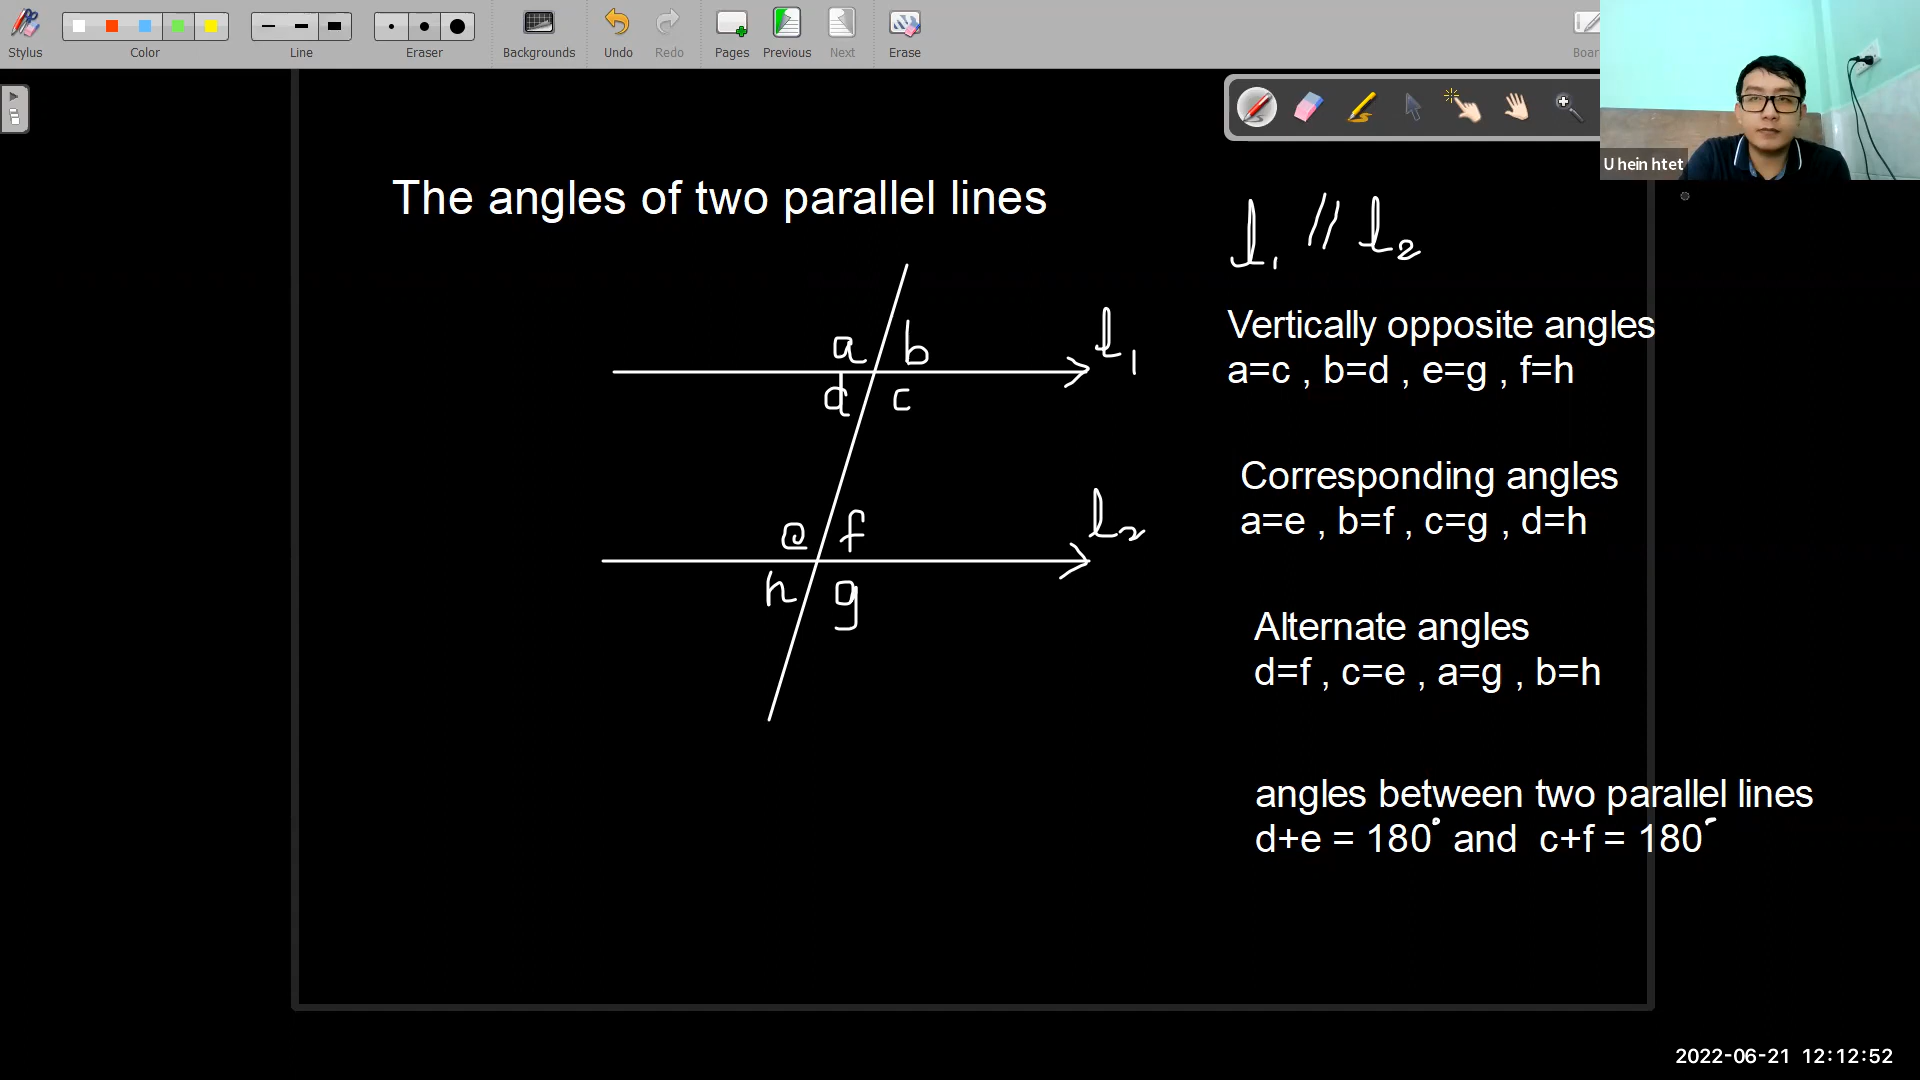 Stylus Color Line Eraser Backgrounds Undo Redo Pages Previous Next Erase Boar
U hein htet
The angles of two parallel lines
l₁ // l₂
a b l₁
d c
e f l₂
h g
Vertically opposite angles
a=c , b=d , e=g , f=h
Corresponding angles
a=e , b=f , c=g , d=h
Alternate angles
d=f , c=e , a=g , b=h
angles between two parallel lines
d+e = 180° and c+f = 180°
2022-06-21 12:12:52